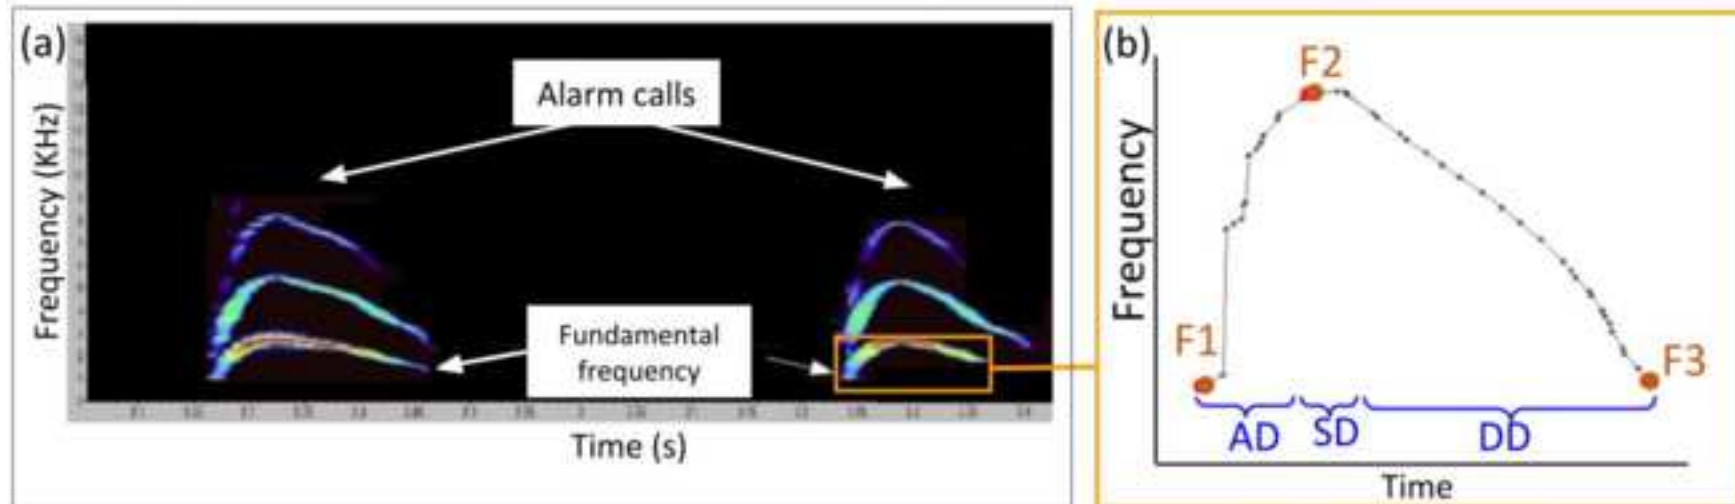 (a)
Alarm calls
Frequency (KHz)
Fundamental
frequency
Time (s)
(b)
F2
Frequency
F1
F3
AD
SD
DD
Time